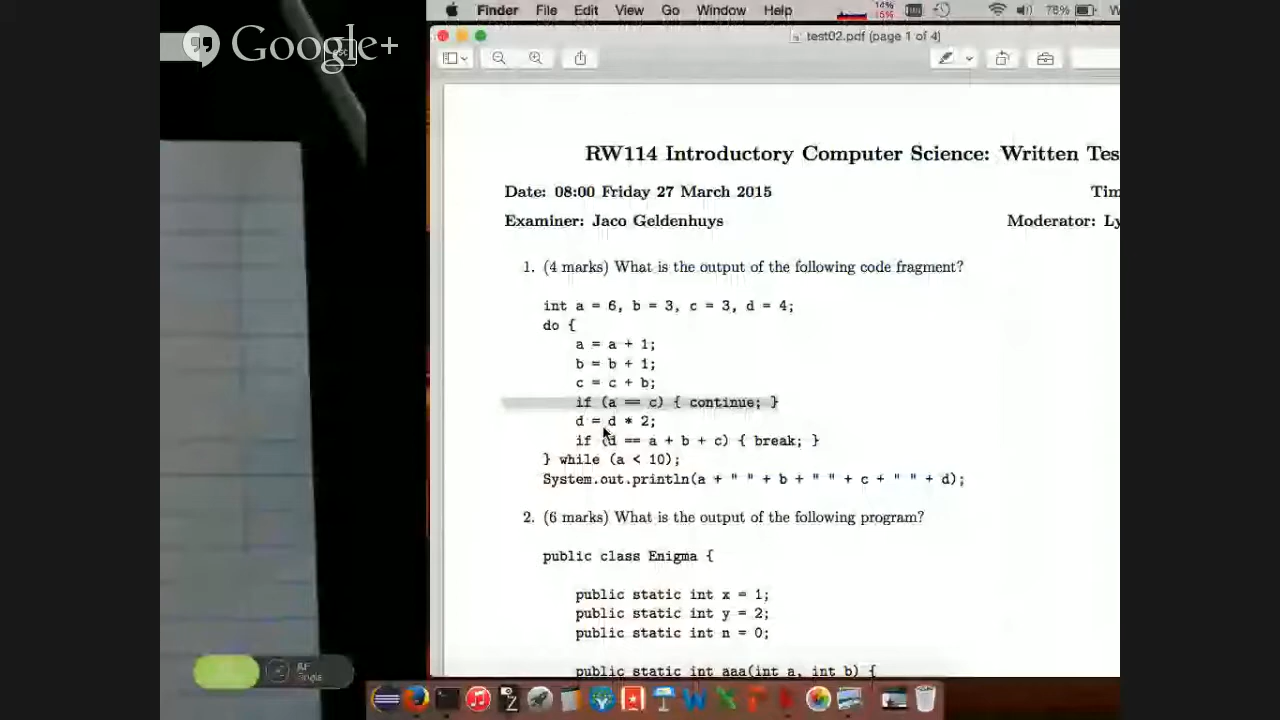 Google+
Finder File Edit View Go Window Help
14%
78%
test02.pdf (page 1 of 4)
RW114 Introductory Computer Science: Written Tes
Date: 08:00 Friday 27 March 2015
Tim
Examiner: Jaco Geldenhuys
Moderator: Ly
1. (4 marks) What is the output of the following code fragment?
int a = 6, b = 3, c = 3, d = 4;
do {
a = a + 1;
b = b + 1;
c = c + b;
if (a == c) { continue; }
d = d * 2;
if (d == a + b + c) { break; }
} while (a < 10);
System.out.println(a + " " + b + " " + c + " " + d);
2. (6 marks) What is the output of the following program?
public class Enigma {
public static int x = 1;
public static int y = 2;
public static int n = 0;
public static int aaa(int a, int b) {